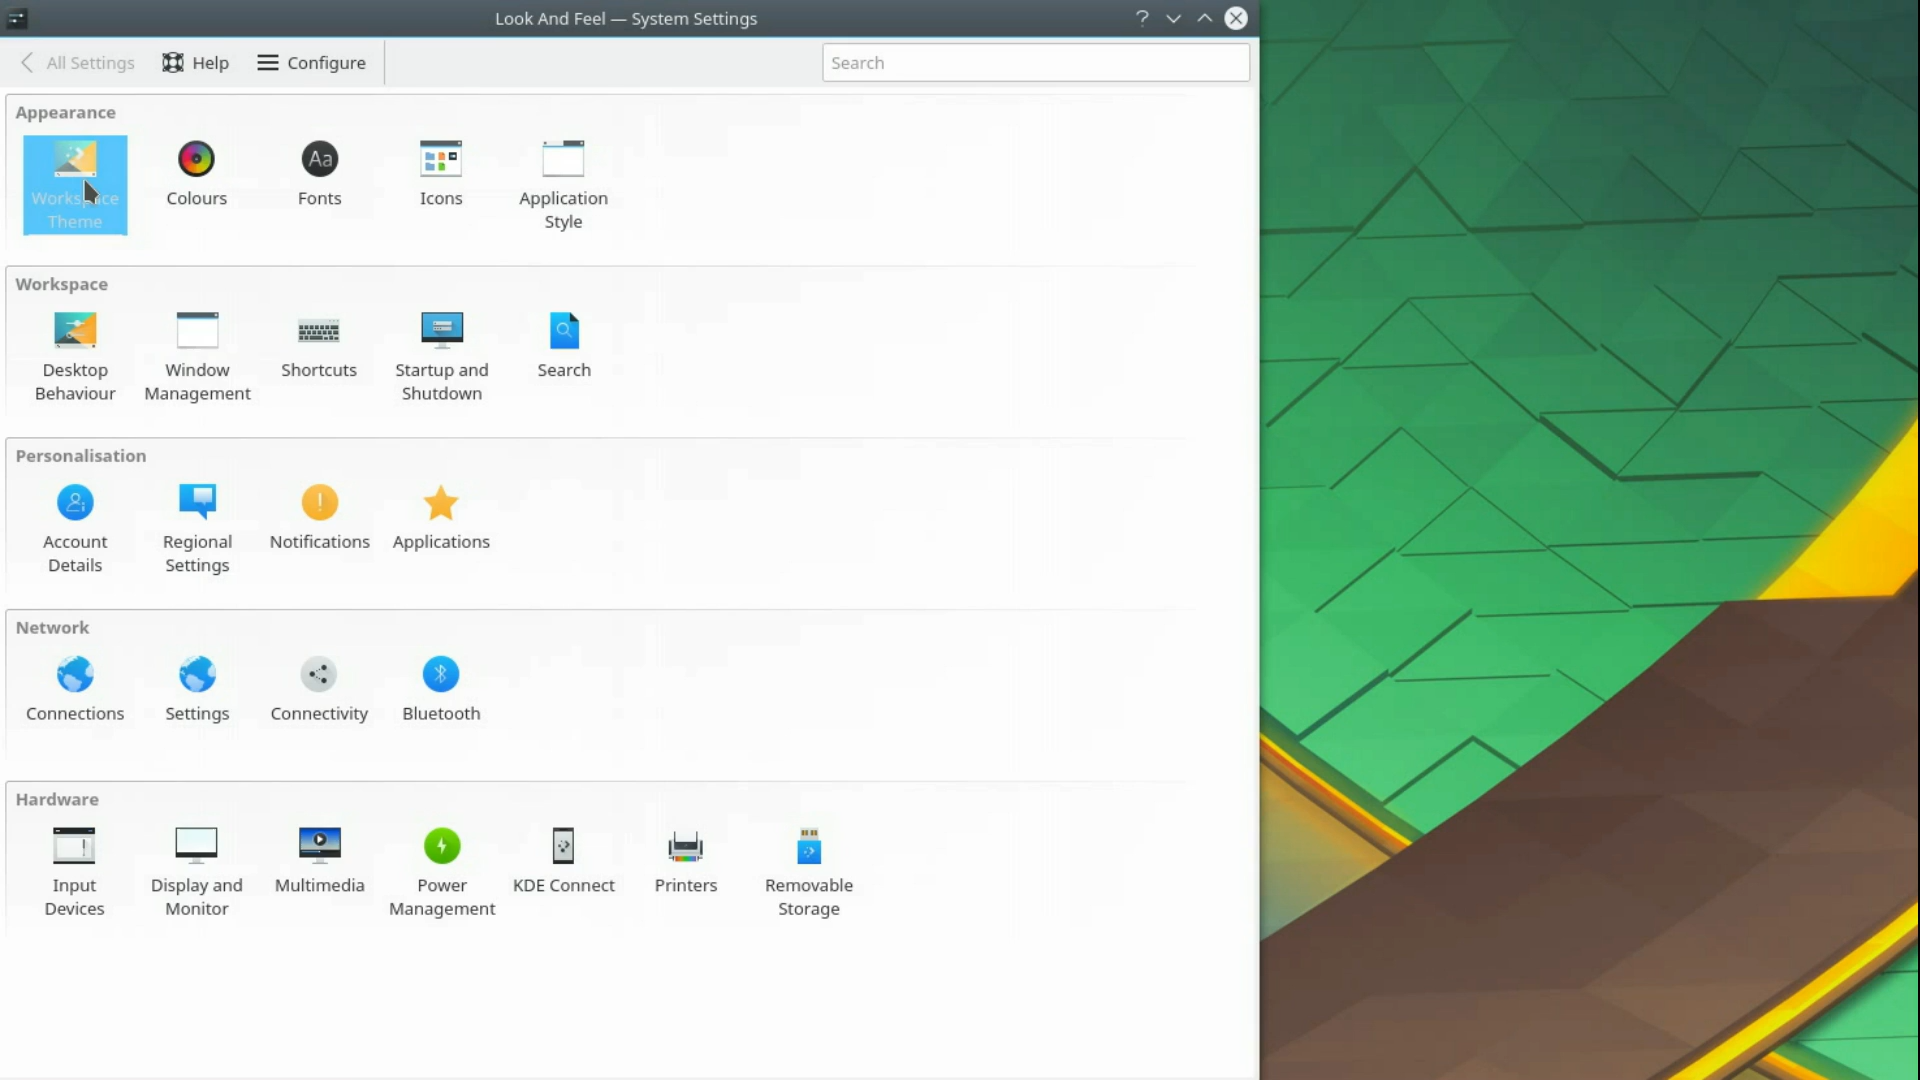 Look And Feel — System Settings
All Settings Help Configure Search
Appearance
Workspace Theme
Colours
Aa
Fonts
Icons
Application Style
Workspace
Desktop Behaviour
Window Management
Shortcuts
Startup and Shutdown
Search
Personalisation
Account Details
Regional Settings
Notifications
Applications
Network
Connections
Settings
Connectivity
Bluetooth
Hardware
Input Devices
Display and Monitor
Multimedia
Power Management
KDE Connect
Printers
Removable Storage